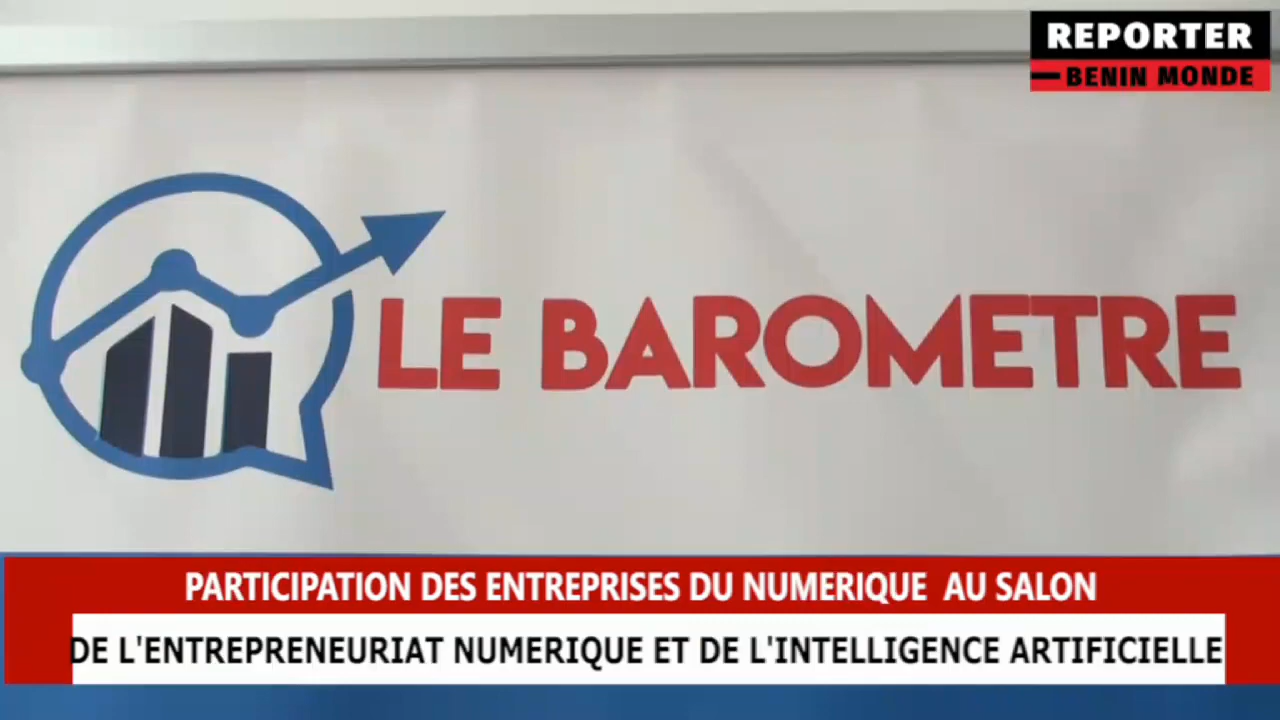 REPORTER
BENIN MONDE
LE BAROMETRE
PARTICIPATION DES ENTREPRISES DU NUMERIQUE AU SALON
DE L'ENTREPRENEURIAT NUMERIQUE ET DE L'INTELLIGENCE ARTIFICIELLE